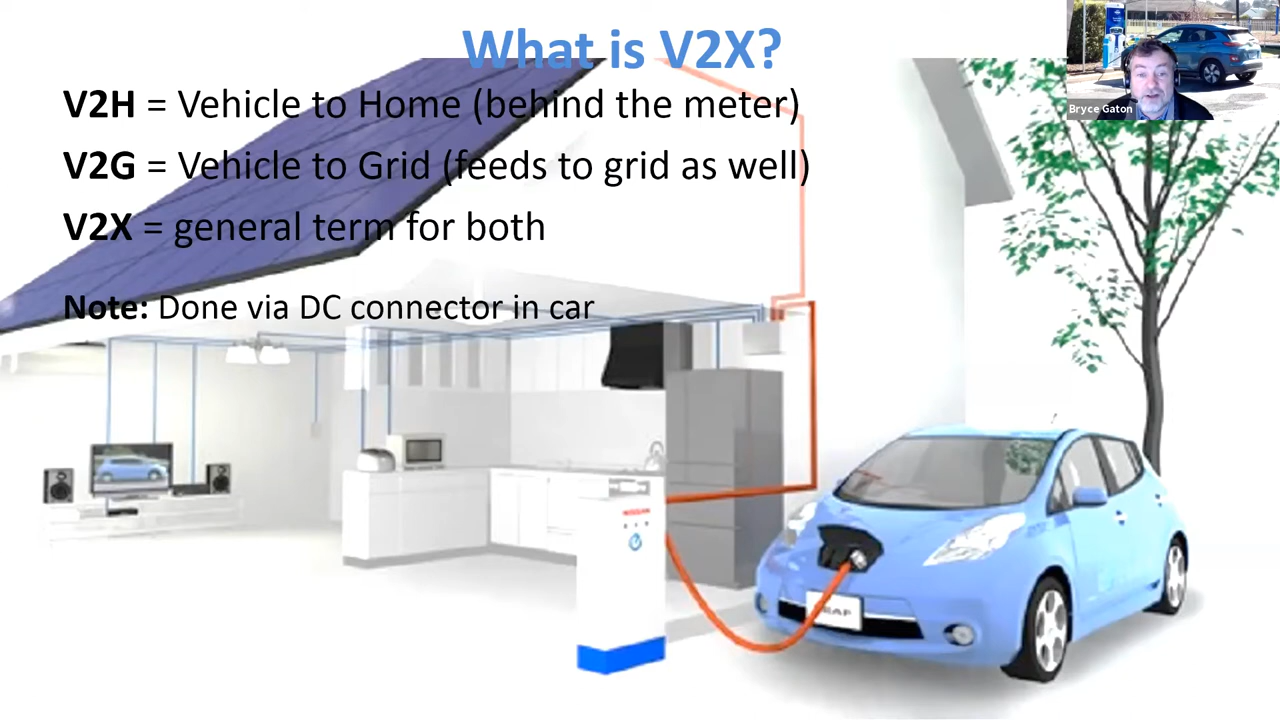 What is V2X?
V2H = Vehicle to Home (behind the meter)
V2G = Vehicle to Grid (feeds to grid as well)
V2X = general term for both
Note: Done via DC connector in car
Bryce Gaton
NISSAN